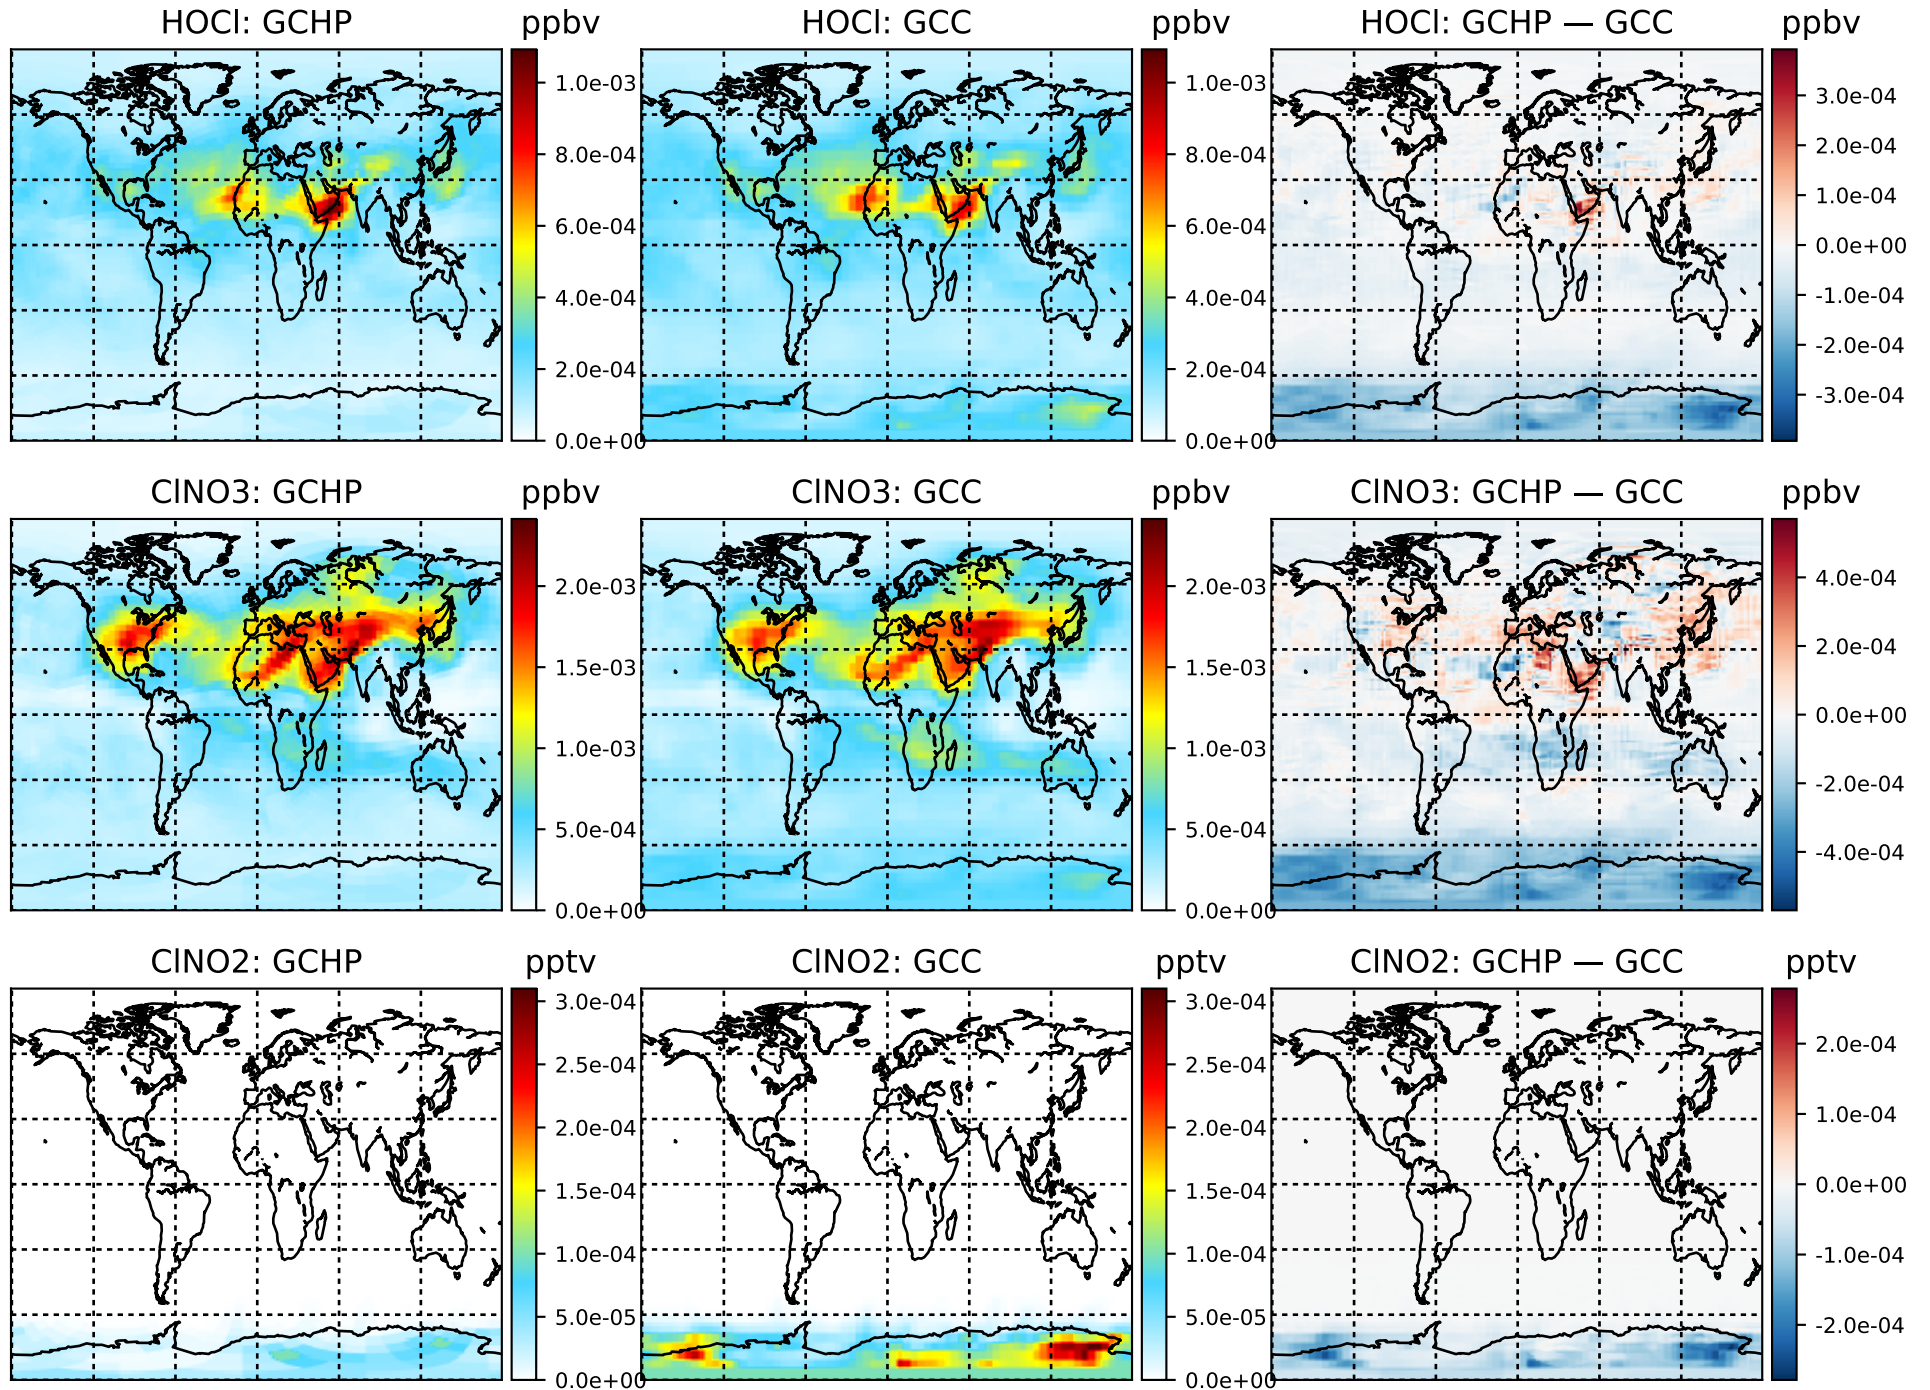 HOCl: GCHP ppbv HOCl: GCC ppbv HOCl: GCHP — GCC ppbv
1.0e-03 1.0e-03 3.0e-04
8.0e-04 8.0e-04 2.0e-04
6.0e-04 6.0e-04 1.0e-04
4.0e-04 4.0e-04 0.0e+00
2.0e-04 2.0e-04 -1.0e-04
0.0e+00 0.0e+00 -2.0e-04
-3.0e-04
ClNO3: GCHP ppbv ClNO3: GCC ppbv ClNO3: GCHP — GCC ppbv
2.0e-03 2.0e-03 4.0e-04
1.5e-03 1.5e-03 2.0e-04
1.0e-03 1.0e-03 0.0e+00
5.0e-04 5.0e-04 -2.0e-04
0.0e+00 0.0e+00 -4.0e-04
ClNO2: GCHP pptv ClNO2: GCC pptv ClNO2: GCHP — GCC pptv
3.0e-04 3.0e-04 2.0e-04
2.5e-04 2.5e-04 1.0e-04
2.0e-04 2.0e-04 0.0e+00
1.5e-04 1.5e-04 -1.0e-04
1.0e-04 1.0e-04 -2.0e-04
5.0e-05 5.0e-05
0.0e+00 0.0e+00